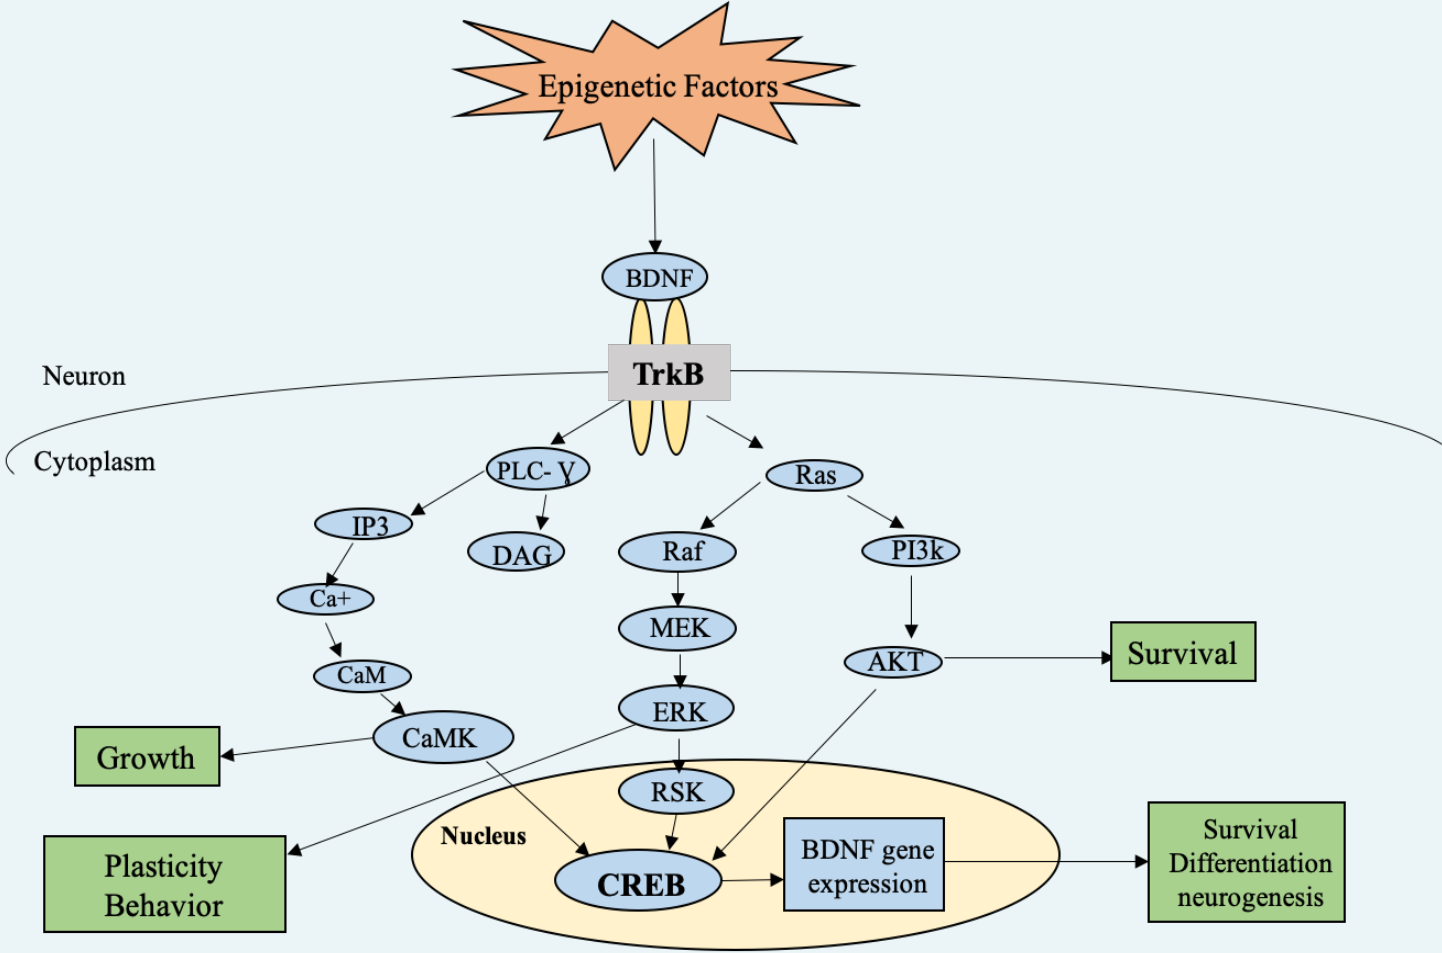 Epigenetic Factors
BDNF
TrkB
Neuron
Cytoplasm
PLC- Ɣ
Ras
IP3
DAG
Raf
PI3k
Ca+
MEK
CaM
AKT
Survival
ERK
CaMK
Growth
RSK
Nucleus
CREB
BDNF gene
expression
Plasticity
Behavior
Survival
Differentiation
neurogenesis